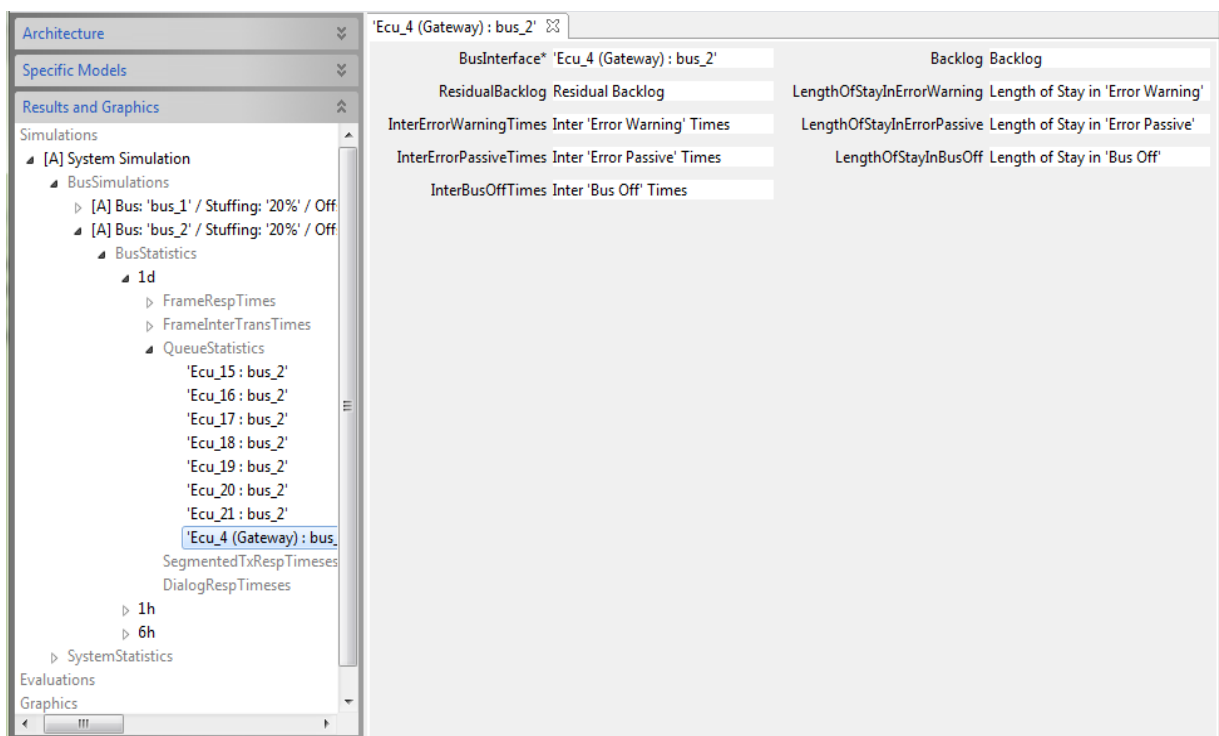 Architecture
Specific Models
Results and Graphics
Simulations
[A] System Simulation
BusSimulations
[A] Bus: 'bus_1' / Stuffing: '20%' / Off
[A] Bus: 'bus_2' / Stuffing: '20%' / Off
BusStatistics
1d
FrameRespTimes
FrameInterTransTimes
QueueStatistics
'Ecu_15 : bus_2'
'Ecu_16 : bus_2'
'Ecu_17 : bus_2'
'Ecu_18 : bus_2'
'Ecu_19 : bus_2'
'Ecu_20 : bus_2'
'Ecu_21 : bus_2'
'Ecu_4 (Gateway) : bus_
SegmentedTxRespTimeses
DialogRespTimeses
1h
6h
SystemStatistics
Evaluations
Graphics
'Ecu_4 (Gateway) : bus_2'
BusInterface* 'Ecu_4 (Gateway) : bus_2' Backlog Backlog
ResidualBacklog Residual Backlog LengthOfStayInErrorWarning Length of Stay in 'Error Warning'
InterErrorWarningTimes Inter 'Error Warning' Times LengthOfStayInErrorPassive Length of Stay in 'Error Passive'
InterErrorPassiveTimes Inter 'Error Passive' Times LengthOfStayInBusOff Length of Stay in 'Bus Off'
InterBusOffTimes Inter 'Bus Off' Times